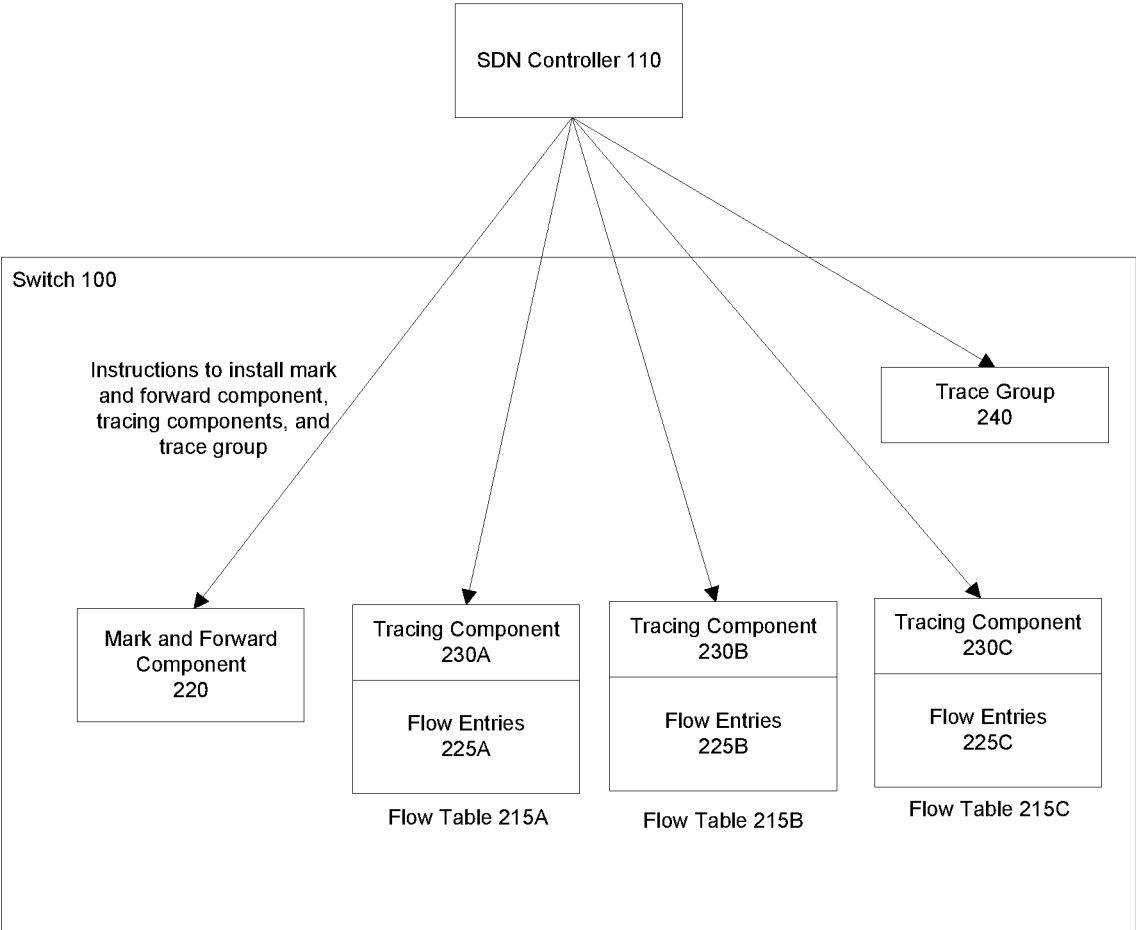 SDN Controller 110
Switch 100
Instructions to install mark
and forward component,
tracing components, and
trace group
Trace Group
240
Mark and Forward
Component
220
Tracing Component
230A
Flow Entries
225A
Flow Table 215A
Tracing Component
230B
Flow Entries
225B
Flow Table 215B
Tracing Component
230C
Flow Entries
225C
Flow Table 215C